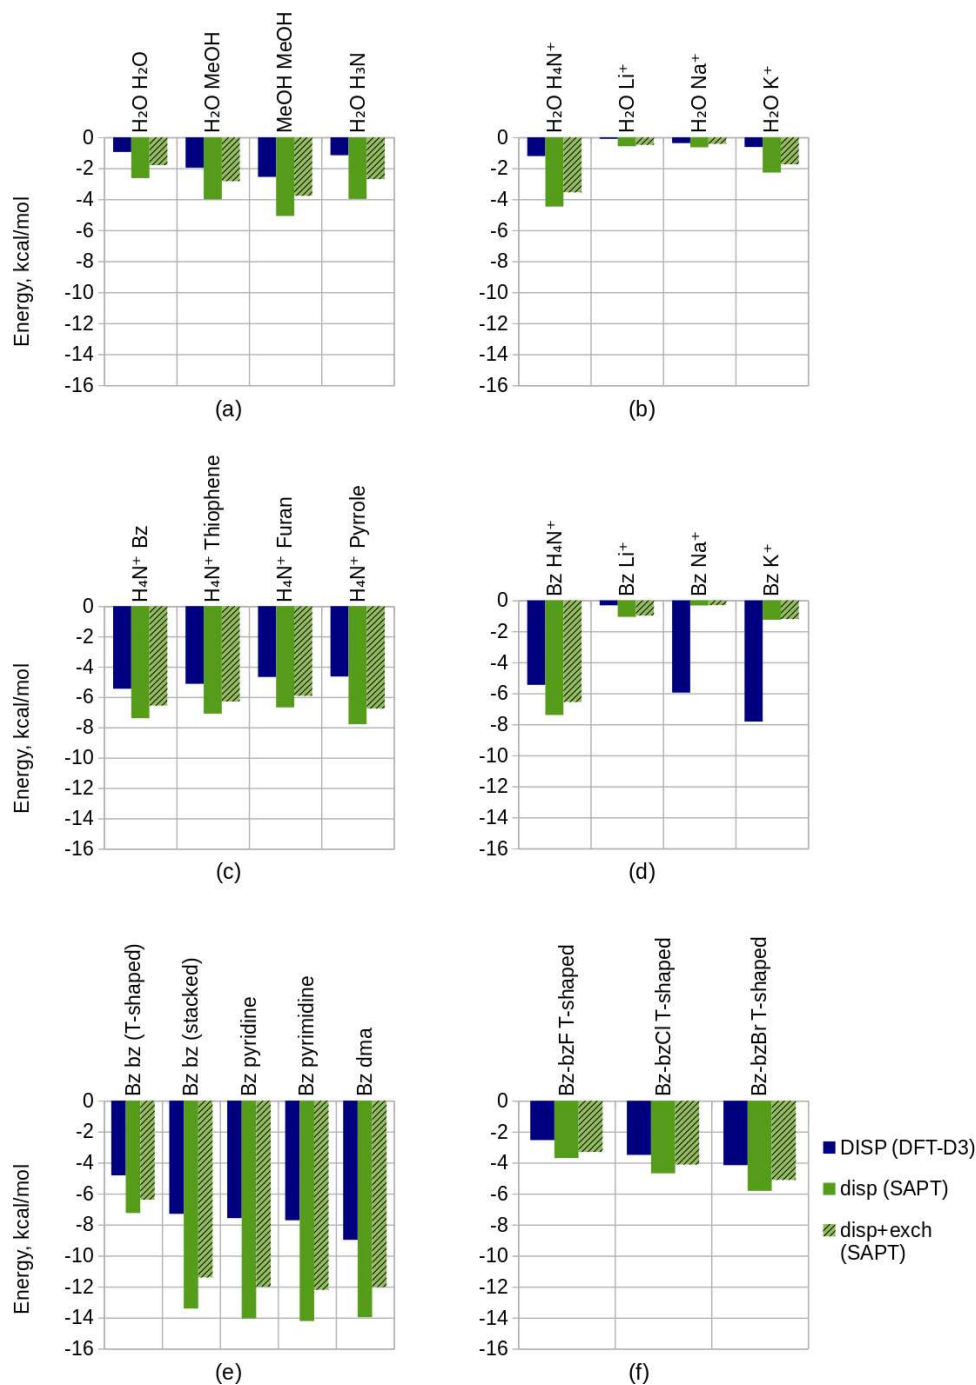 H₂O H₂O
H₂O MeOH
MeOH MeOH
H₂O H₃N
Energy, kcal/mol
0
-2
-4
-6
-8
-10
-12
-14
-16
(a)
H₂O H₄N⁺
H₂O Li⁺
H₂O Na⁺
H₂O K⁺
0
-2
-4
-6
-8
-10
-12
-14
-16
(b)
H₄N⁺ Bz
H₄N⁺ Thiophene
H₄N⁺ Furan
H₄N⁺ Pyrrole
Energy, kcal/mol
0
-2
-4
-6
-8
-10
-12
-14
-16
(c)
Bz H₄N⁺
Bz Li⁺
Bz Na⁺
Bz K⁺
0
-2
-4
-6
-8
-10
-12
-14
-16
(d)
Bz bz (T-shaped)
Bz bz (stacked)
Bz pyridine
Bz pyrimidine
Bz dma
Energy, kcal/mol
0
-2
-4
-6
-8
-10
-12
-14
-16
(e)
Bz-bzF T-shaped
Bz-bzCl T-shaped
Bz-bzBr T-shaped
0
-2
-4
-6
-8
-10
-12
-14
-16
(f)
DISP (DFT-D3)
disp (SAPT)
disp+exch
(SAPT)